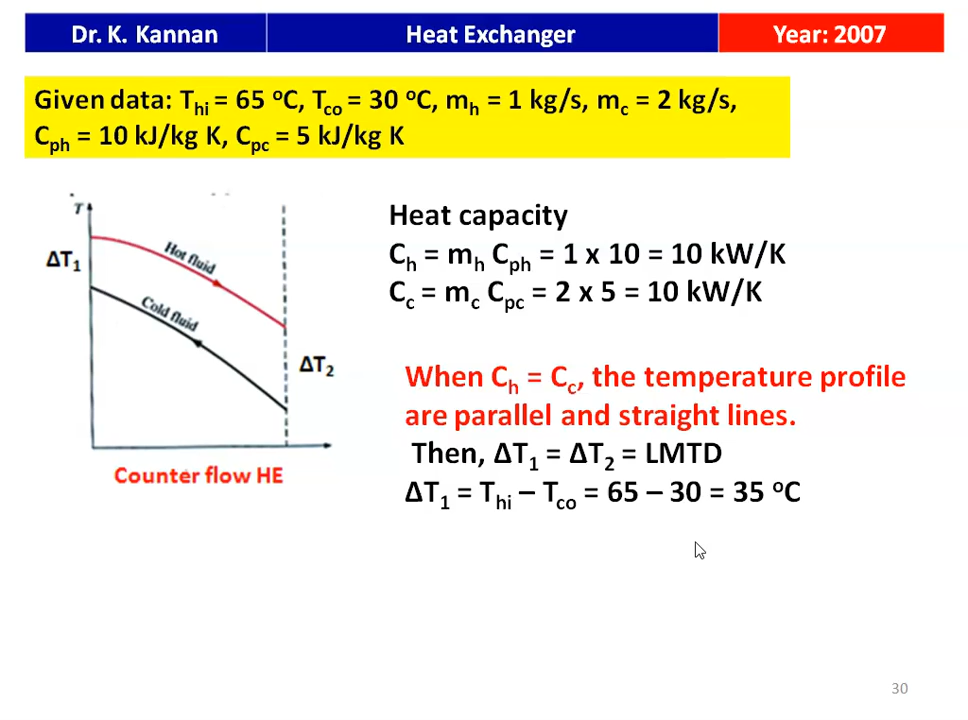 Dr. K. Kannan
Heat Exchanger
Year: 2007
Given data: Thi = 65 ºC, Tco = 30 ºC, mh = 1 kg/s, mc = 2 kg/s,
Cph = 10 kJ/kg K, Cpc = 5 kJ/kg K
T
ΔT1
Hot fluid
Cold fluid
ΔT2
Counter flow HE
Heat capacity
Ch = mh Cph = 1 x 10 = 10 kW/K
Cc = mc Cpc = 2 x 5 = 10 kW/K
When Ch = Cc, the temperature profile
are parallel and straight lines.
Then, ΔT1 = ΔT2 = LMTD
ΔT1 = Thi – Tco = 65 – 30 = 35 ºC
30